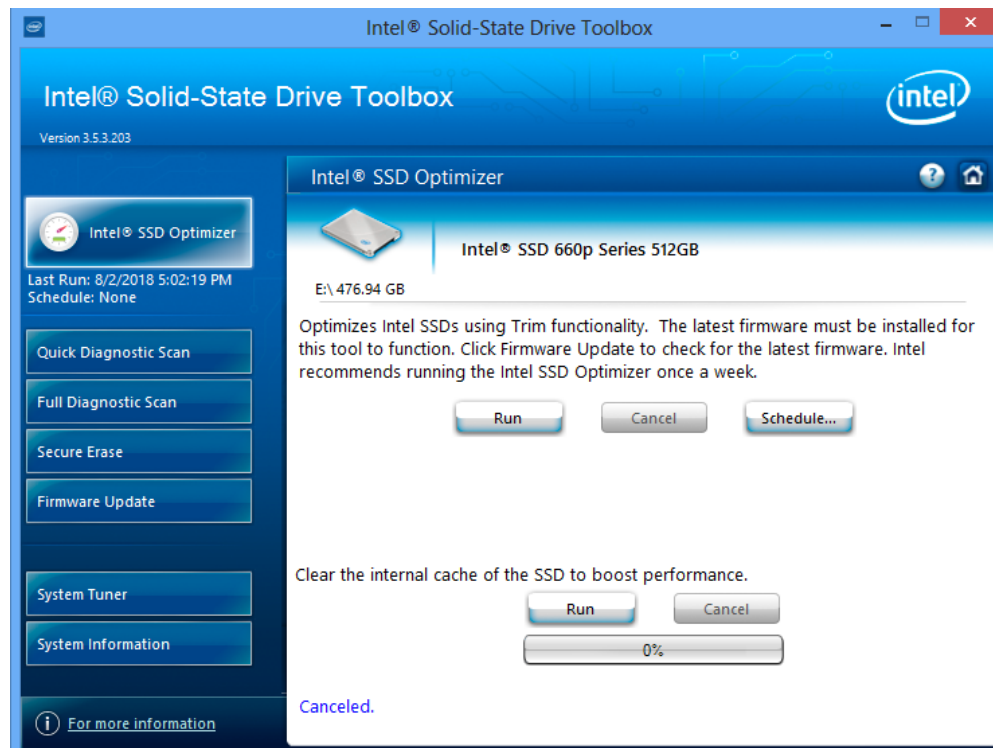 Intel® Solid-State Drive Toolbox
Intel® Solid-State Drive Toolbox
Version 3.5.3.203
intel
Intel® SSD Optimizer
Intel® SSD Optimizer
Last Run: 8/2/2018 5:02:19 PM
Schedule: None
Quick Diagnostic Scan
Full Diagnostic Scan
Secure Erase
Firmware Update
System Tuner
System Information
For more information
Intel® SSD 660p Series 512GB
E:\ 476.94 GB
Optimizes Intel SSDs using Trim functionality.  The latest firmware must be installed for
this tool to function. Click Firmware Update to check for the latest firmware. Intel
recommends running the Intel SSD Optimizer once a week.
Run Cancel Schedule...
Clear the internal cache of the SSD to boost performance.
Run Cancel
0%
Canceled.